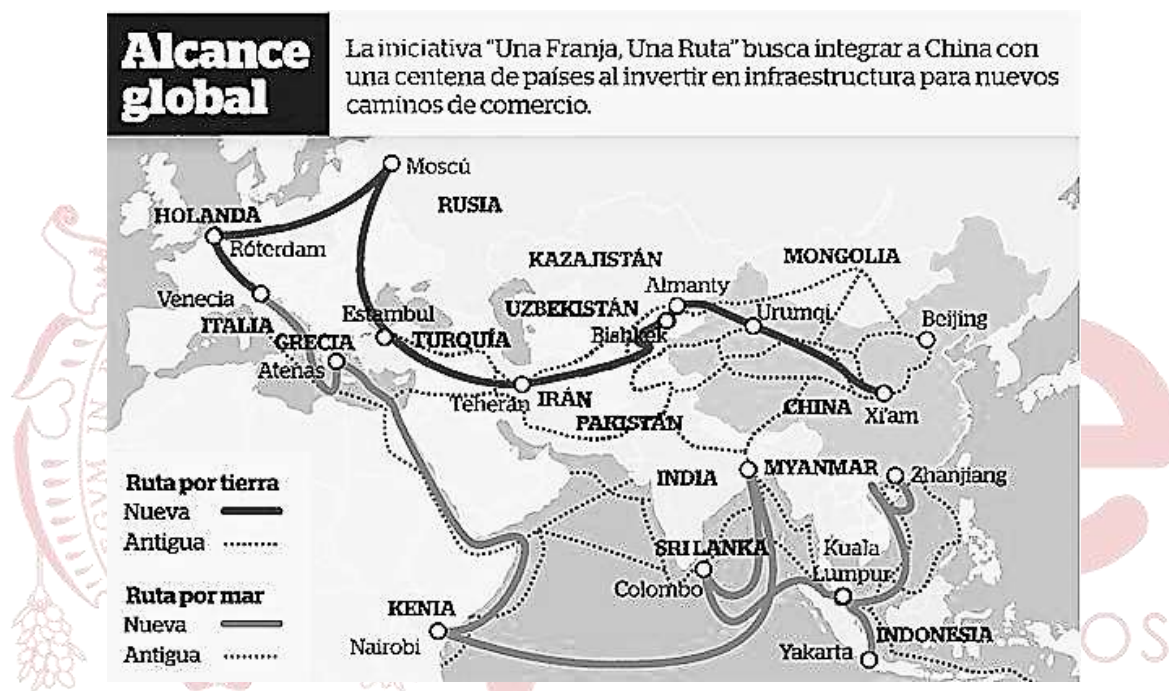 Alcance
global
La iniciativa "Una Franja, Una Ruta" busca integrar a China con
una centena de países al invertir en infraestructura para nuevos
caminos de comercio.
Moscú
RUSIA
HOLANDA
Róterdam
KAZAJISTÁN
MONGOLIA
Almanty
Venecia
UZBEKISTÁN
Urumqi
Estambul
Beijing
ITALIA
Bishkek
GRECIA
TURQUÍA
Atenas
Teherán
IRÁN
CHINA
Xi'am
PAKISTÁN
INDIA
MYANMAR
Zhanjiang
Ruta por tierra
Nueva
Antigua
SRI LANKA
Kuala
Lumpur
Colombo
Ruta por mar
Nueva
Antigua
KENIA
Nairobi
INDONESIA
Yakarta
OS